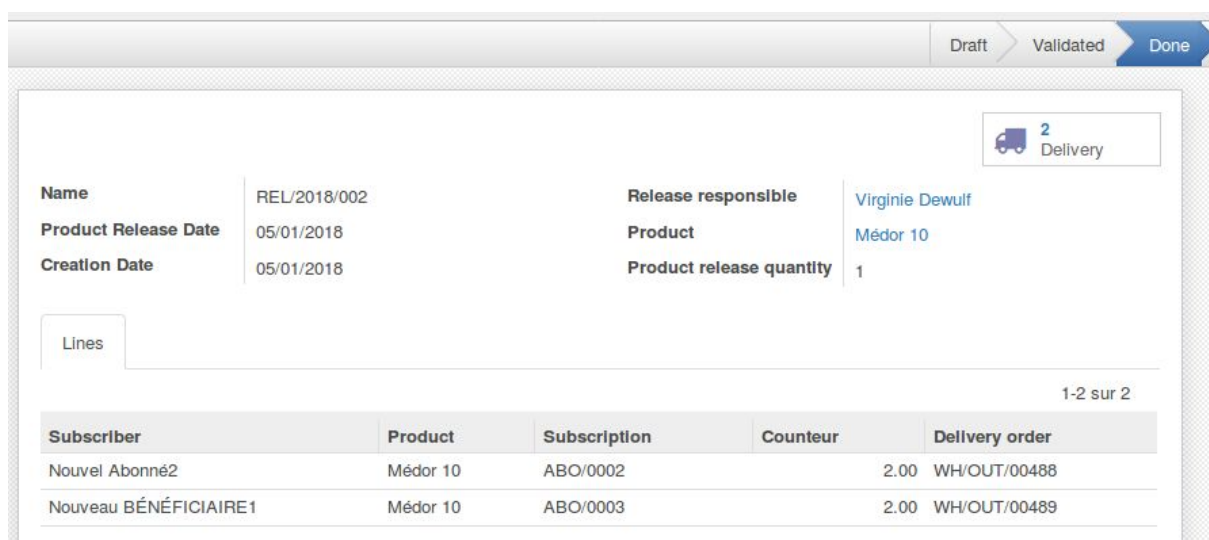 Draft Validated Done
2
Delivery
Name REL/2018/002 Release responsible Virginie Dewulf
Product Release Date 05/01/2018 Product Médor 10
Creation Date 05/01/2018 Product release quantity 1
Lines
1-2 sur 2
Subscriber Product Subscription Counteur Delivery order
Nouvel Abonné2 Médor 10 ABO/0002 2.00 WH/OUT/00488
Nouveau BÉNÉFICIAIRE1 Médor 10 ABO/0003 2.00 WH/OUT/00489